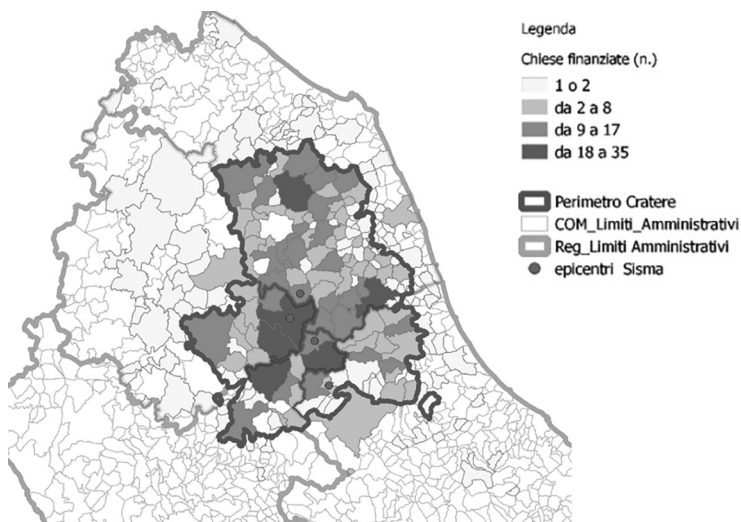 Legenda
Chiese finanziate (n.)
1 o 2
da 2 a 8
da 9 a 17
da 18 a 35
Perimetro Cratere
COM_Limiti_Amministrativi
Reg_Limiti Amministrativi
epicentri Sisma